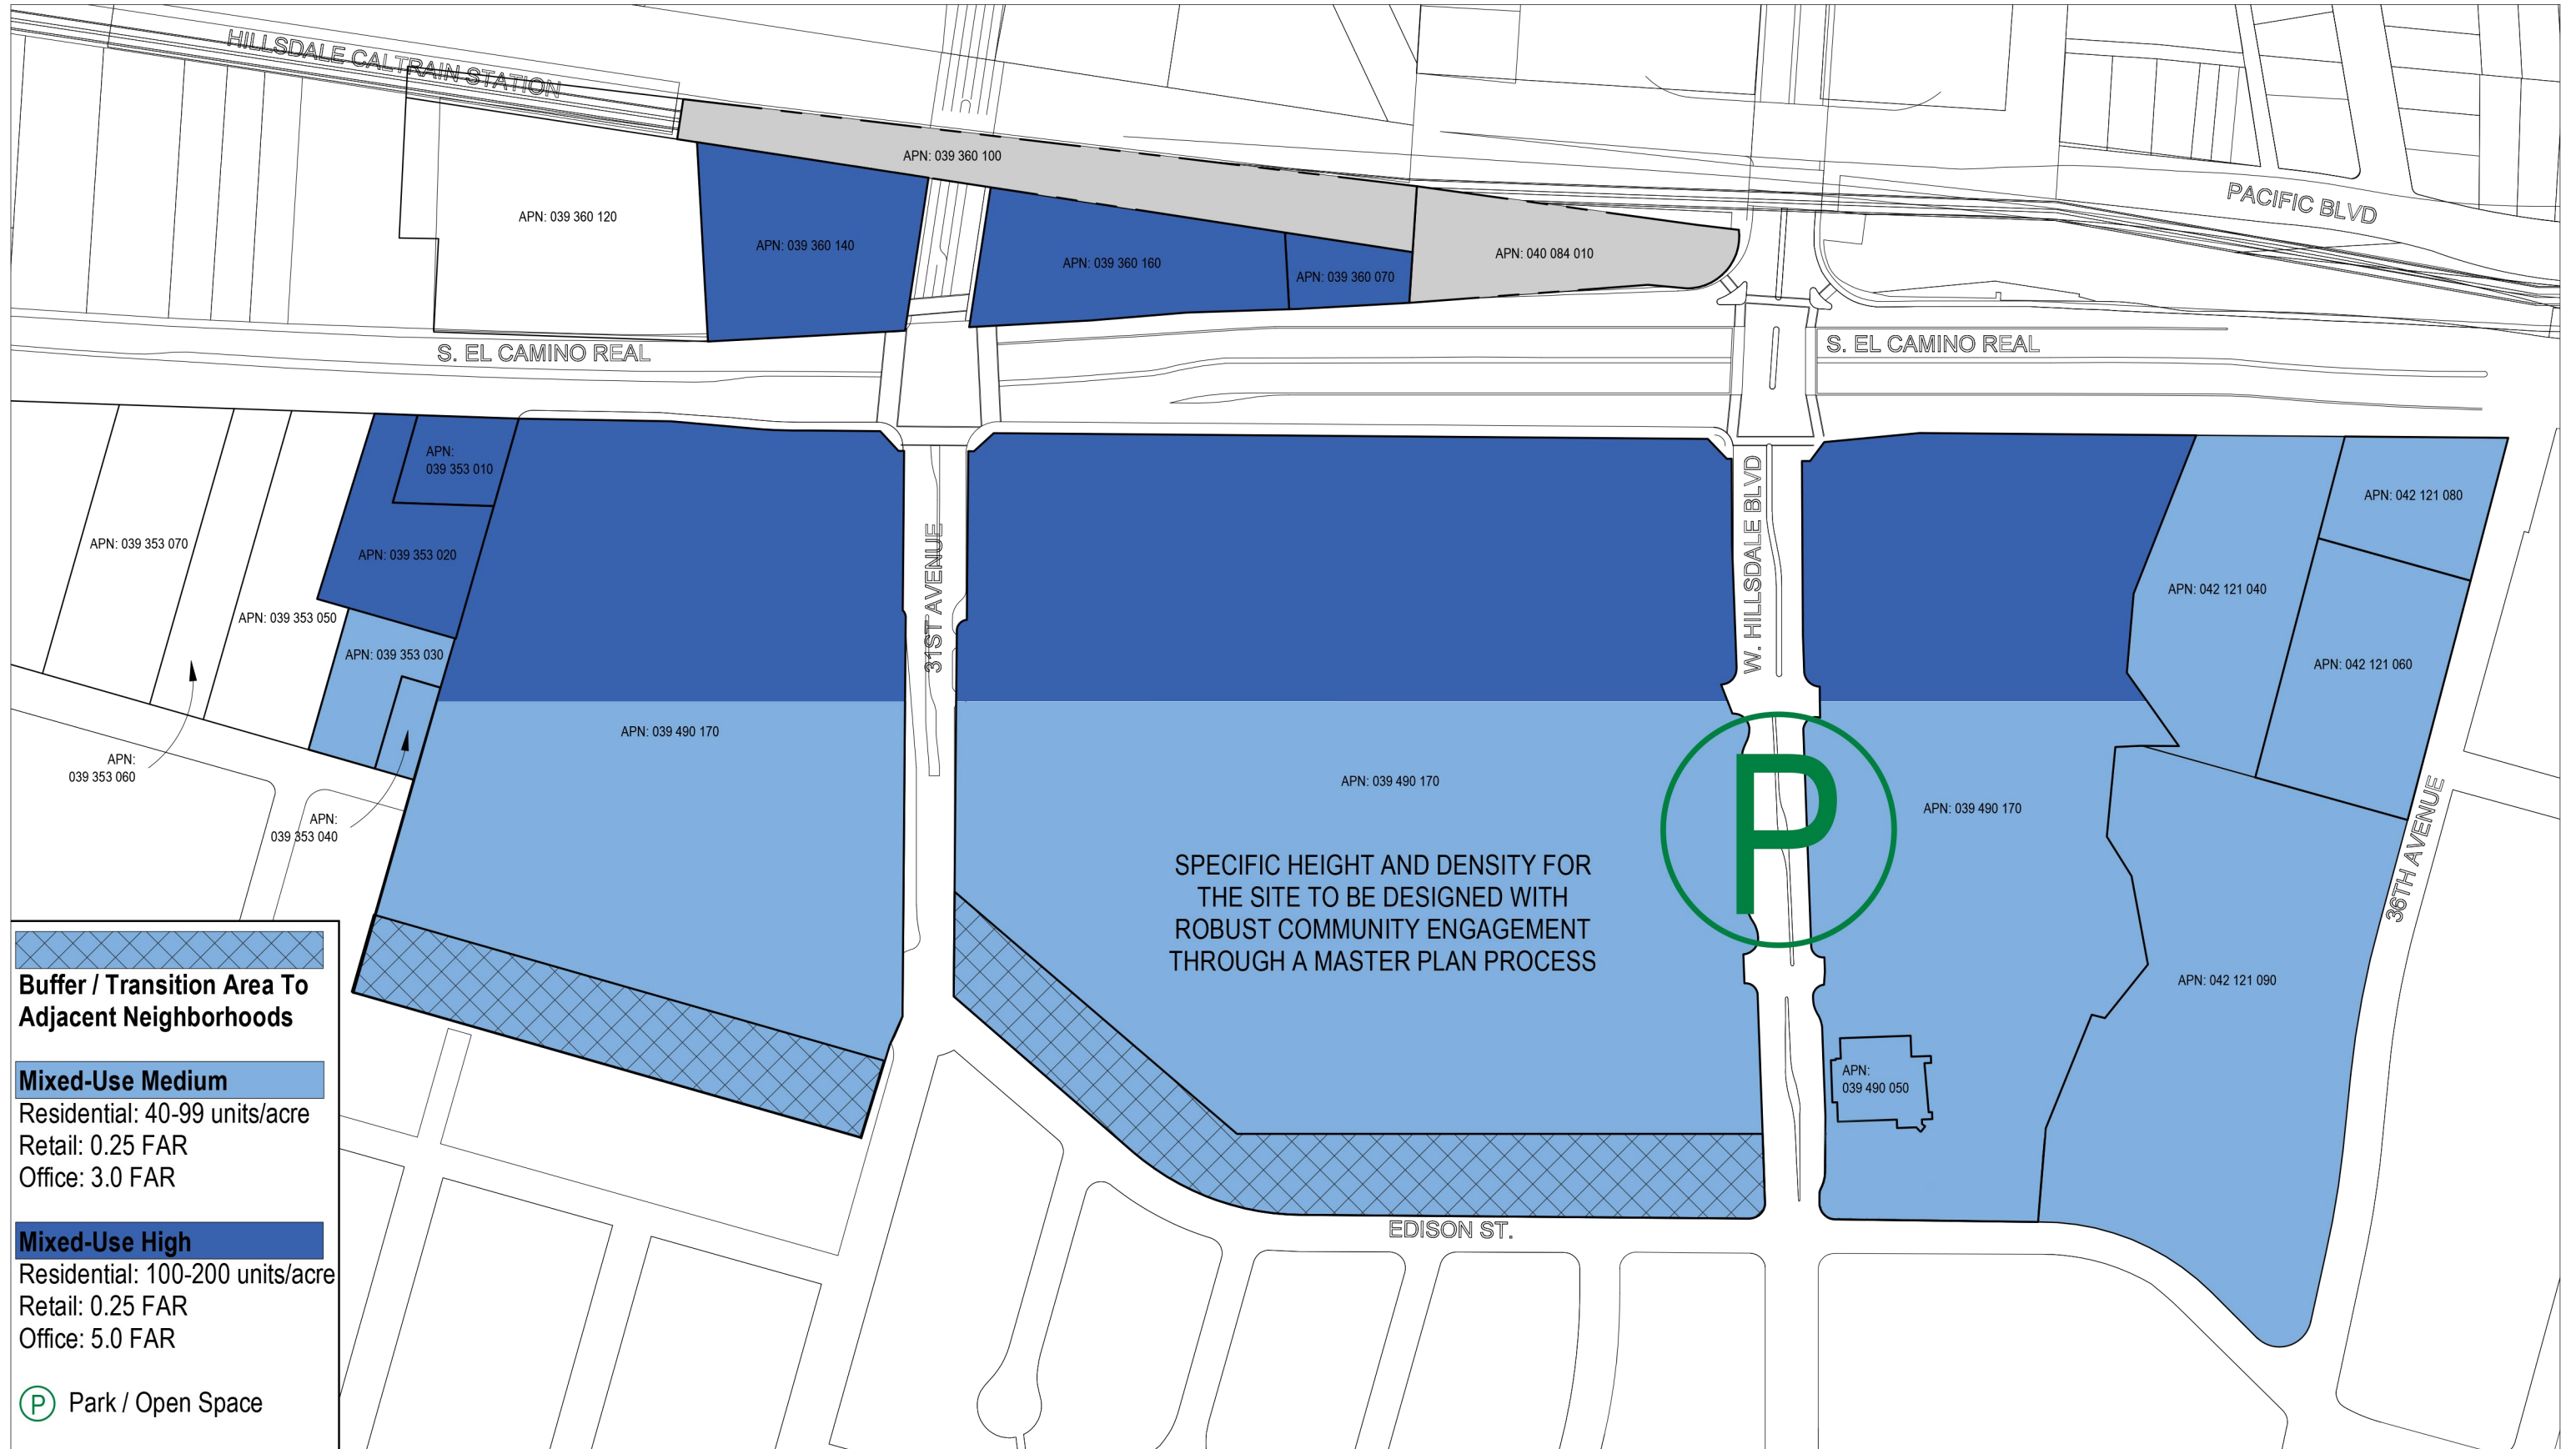 HILLSDALE CALTRAIN STATION
APN: 039 360 100
PACIFIC BLVD
APN: 039 360 120
APN: 039 360 140
APN: 039 360 160
APN: 039 360 070
APN: 040 084 010
S. EL CAMINO REAL
S. EL CAMINO REAL
APN:
039 353 010
APN: 039 353 070
APN: 039 353 020
APN: 039 353 050
APN: 039 353 030
APN:
039 353 060
APN:
039 353 040
31ST AVENUE
W. HILLSDALE BLVD
APN: 042 121 080
APN: 042 121 040
APN: 042 121 060
APN: 039 490 170
APN: 039 490 170
APN: 039 490 170
P
36TH AVENUE
SPECIFIC HEIGHT AND DENSITY FOR
THE SITE TO BE DESIGNED WITH
ROBUST COMMUNITY ENGAGEMENT
THROUGH A MASTER PLAN PROCESS
APN: 042 121 090
APN:
039 490 050
EDISON ST.
Buffer / Transition Area To
Adjacent Neighborhoods
Mixed-Use Medium
Residential: 40-99 units/acre
Retail: 0.25 FAR
Office: 3.0 FAR
Mixed-Use High
Residential: 100-200 units/acre
Retail: 0.25 FAR
Office: 5.0 FAR
P Park / Open Space